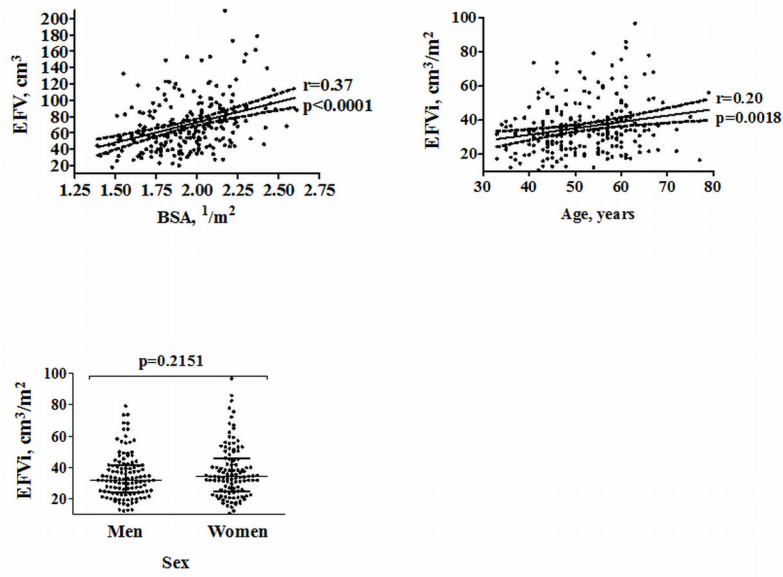 200
180
160
140
120
100
80
60
40
20
EFV, cm³
r=0.37
p<0.0001
1.25 1.50 1.75 2.00 2.25 2.50 2.75
BSA, ¹/m²
100
80
60
40
20
EFVi, cm³/m²
r=0.20
p=0.0018
30 40 50 60 70 80
Age, years
p=0.2151
100
80
60
40
20
EFVi, cm³/m²
Men Women
Sex